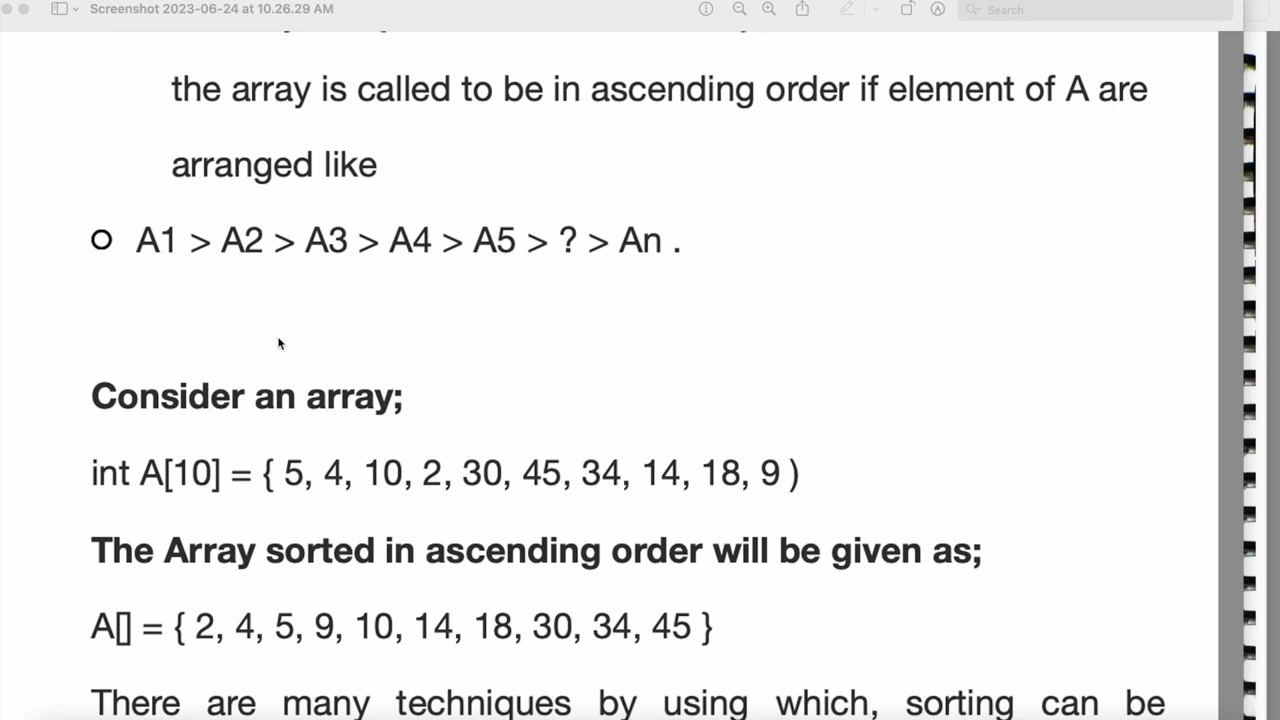 Screenshot 2023-06-24 at 10.26.29 AM
Search
the array is called to be in ascending order if element of A are
arranged like
A1 > A2 > A3 > A4 > A5 > ? > An .
Consider an array;
int A[10] = { 5, 4, 10, 2, 30, 45, 34, 14, 18, 9 )
The Array sorted in ascending order will be given as;
A[] = { 2, 4, 5, 9, 10, 14, 18, 30, 34, 45 }
There are many techniques by using which, sorting can be